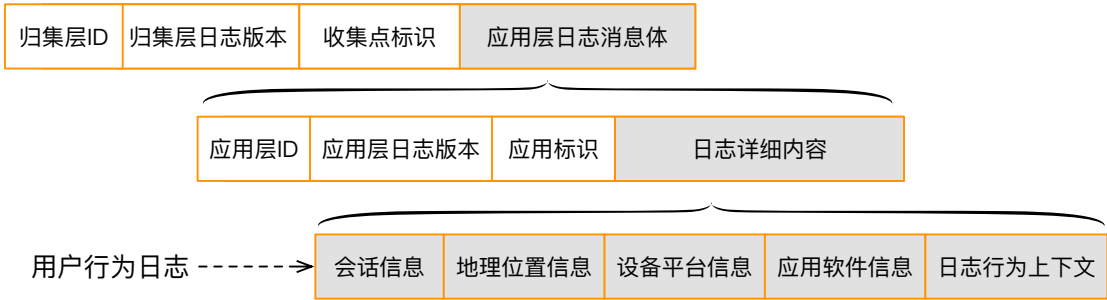 归集层ID 归集层日志版本 收集点标识 应用层日志消息体
应用层ID 应用层日志版本 应用标识 日志详细内容
用户行为日志 会话信息 地理位置信息 设备平台信息 应用软件信息 日志行为上下文